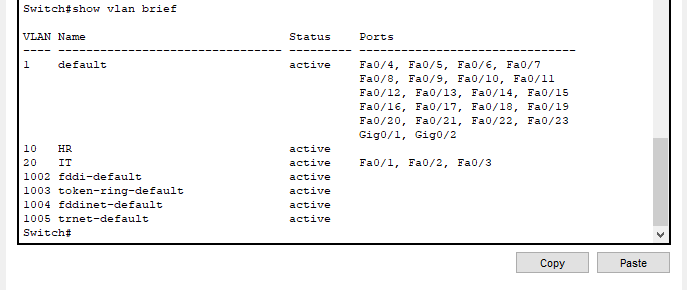 Switch#show vlan brief
VLAN Name                             Status    Ports
---- -------------------------------- --------- -------------------------------
1    default                          active    Fa0/4, Fa0/5, Fa0/6, Fa0/7
                                                Fa0/8, Fa0/9, Fa0/10, Fa0/11
                                                Fa0/12, Fa0/13, Fa0/14, Fa0/15
                                                Fa0/16, Fa0/17, Fa0/18, Fa0/19
                                                Fa0/20, Fa0/21, Fa0/22, Fa0/23
                                                Gig0/1, Gig0/2
10   HR                               active
20   IT                               active    Fa0/1, Fa0/2, Fa0/3
1002 fddi-default                     active
1003 token-ring-default               active
1004 fddinet-default                  active
1005 trnet-default                    active
Switch#
Copy Paste